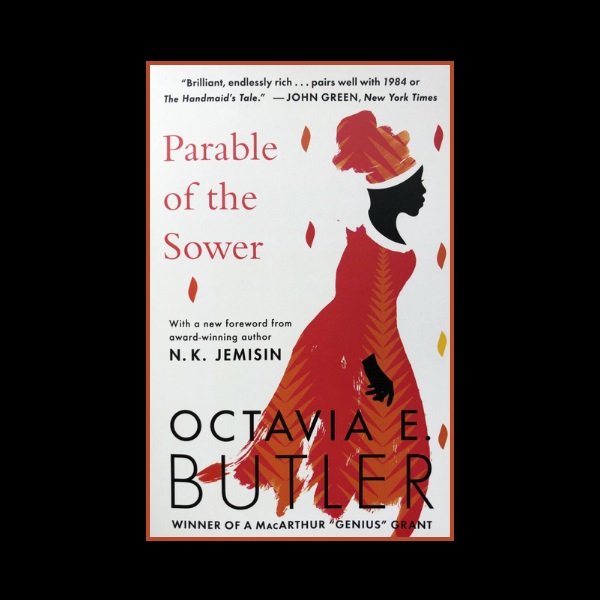 “Brilliant, endlessly rich . . . pairs well with 1984 or
The Handmaid's Tale.” —JOHN GREEN, New York Times
Parable
of the
Sower
With a new foreword from
award-winning author
N. K. JEMISIN
OCTAVIA E.
BUTLER
WINNER OF A MACARTHUR “GENIUS” GRANT